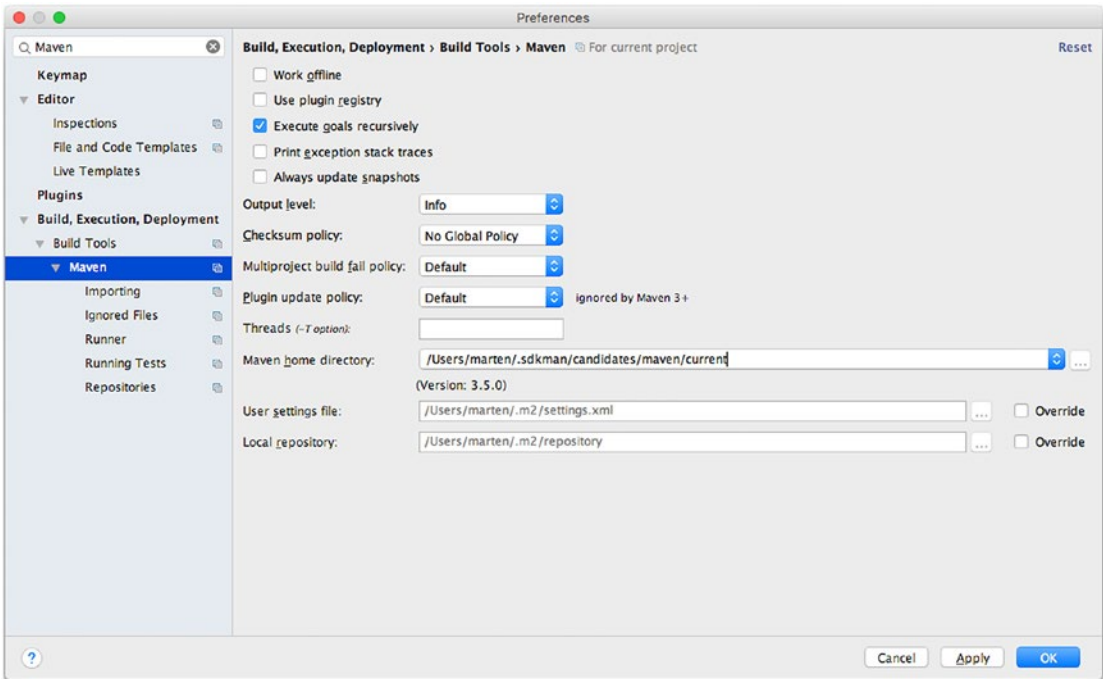 Preferences
Maven
Build, Execution, Deployment › Build Tools › Maven For current project Reset
Keymap
Editor
Inspections
File and Code Templates
Live Templates
Plugins
Build, Execution, Deployment
Build Tools
Maven
Importing
Ignored Files
Runner
Running Tests
Repositories
Work offline
Use plugin registry
Execute goals recursively
Print exception stack traces
Always update snapshots
Output level: Info
Checksum policy: No Global Policy
Multiproject build fail policy: Default
Plugin update policy: Default ignored by Maven 3+
Threads (-T option):
Maven home directory: /Users/marten/.sdkman/candidates/maven/current ...
(Version: 3.5.0)
User settings file: /Users/marten/.m2/settings.xml ... Override
Local repository: /Users/marten/.m2/repository ... Override
? Cancel Apply OK